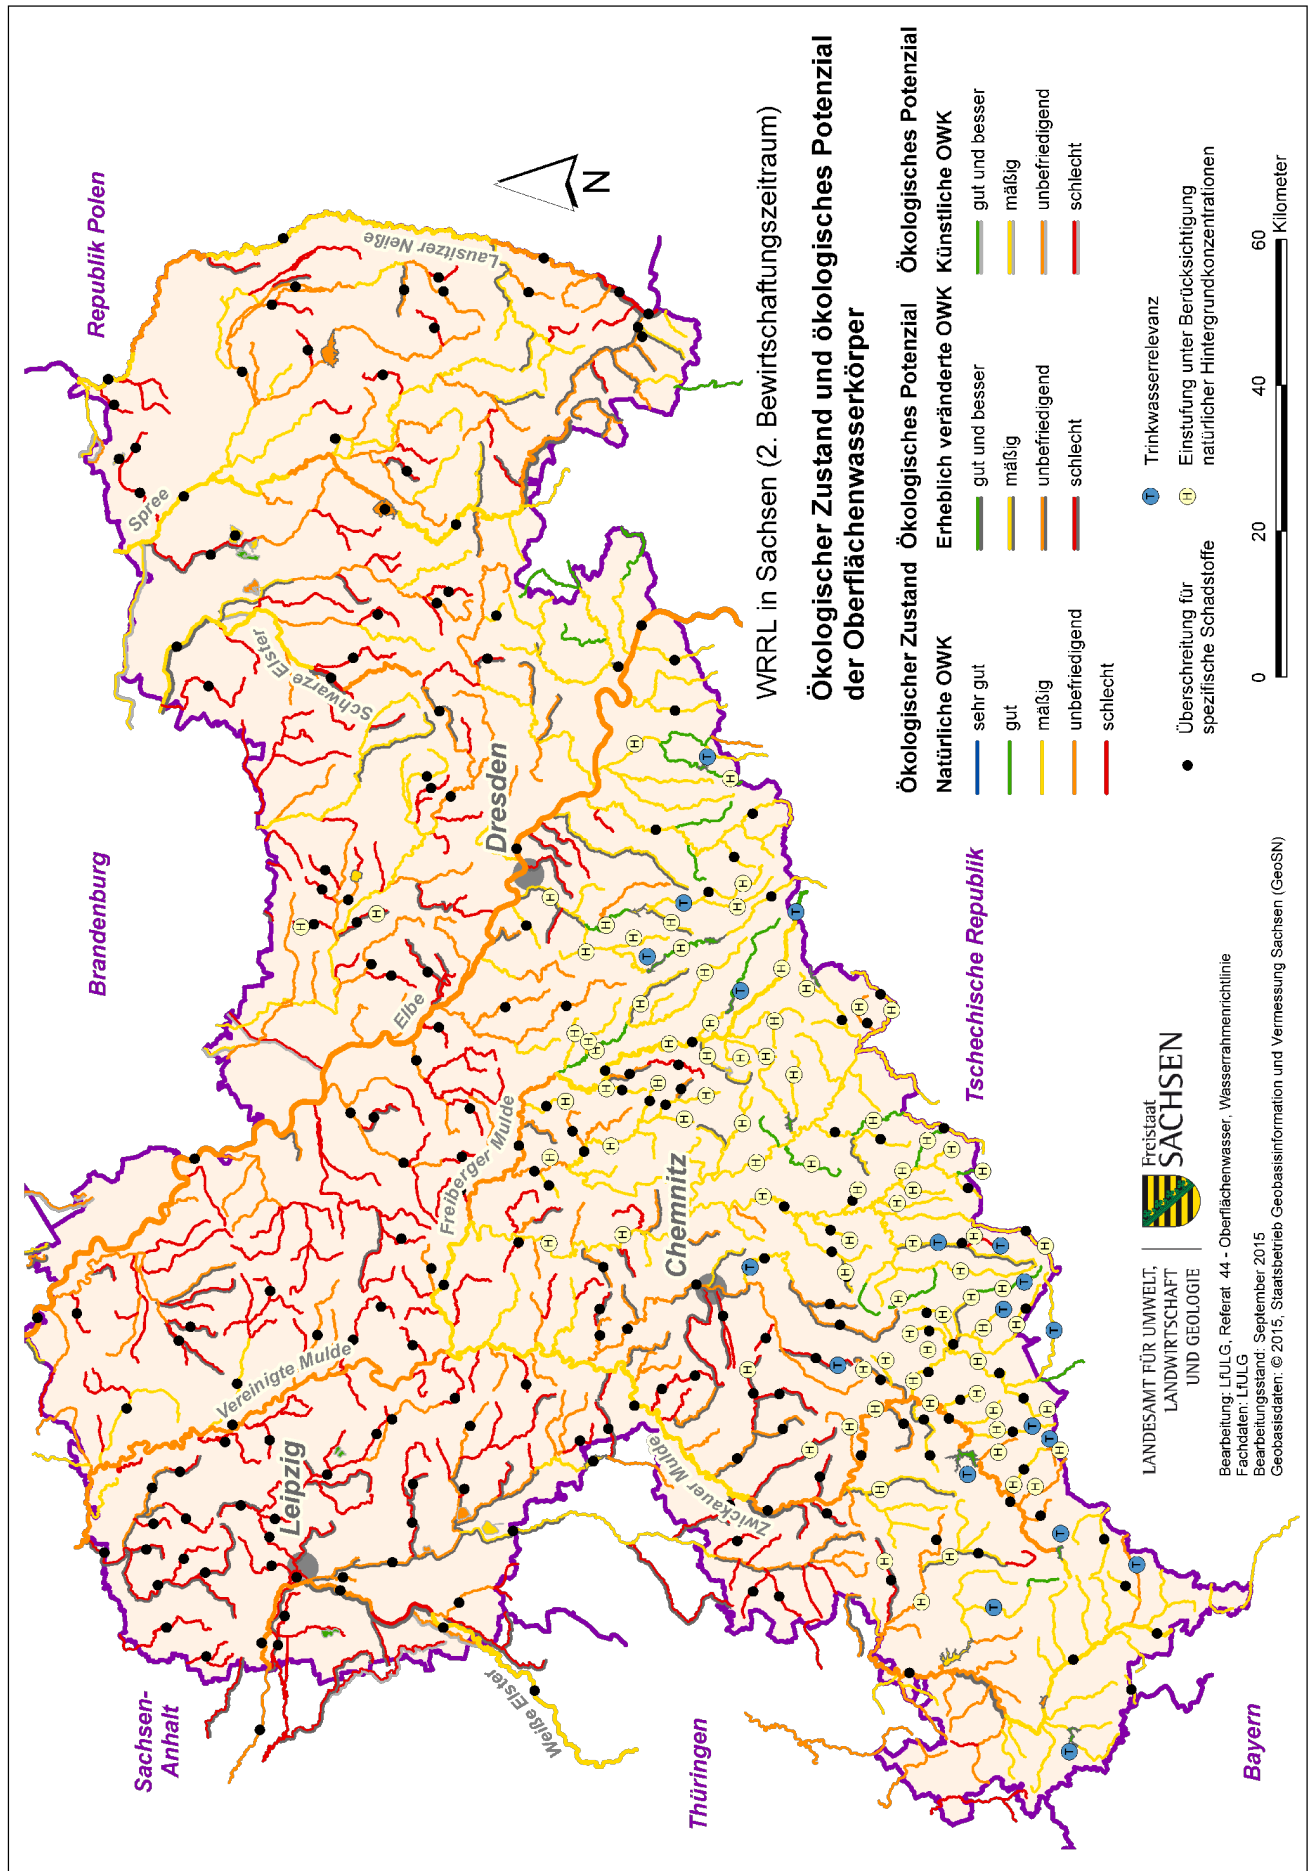 Republik Polen
Brandenburg
Sachsen-
Anhalt
Thüringen
Bayern
Tschechische Republik
Spree
Lausitzer Neiße
Schwarze Elster
Elbe
Dresden
Freiberger Mulde
Chemnitz
Vereinigte Mulde
Leipzig
Zwickauer Mulde
Weiße Elster
N
WRRL in Sachsen (2. Bewirtschaftungszeitraum)
Ökologischer Zustand und ökologisches Potenzial
der Oberflächenwasserkörper
Ökologischer Zustand
Natürliche OWK
sehr gut
gut
mäßig
unbefriedigend
schlecht
Ökologisches Potenzial
Erheblich veränderte OWK
gut und besser
mäßig
unbefriedigend
schlecht
Ökologisches Potenzial
Künstliche OWK
gut und besser
mäßig
unbefriedigend
schlecht
Überschreitung für
spezifische Schadstoffe
T Trinkwasserrelevanz
H Einstufung unter Berücksichtigung
natürlicher Hintergrundkonzentrationen
0 20 40 60
Kilometer
LANDESAMT FÜR UMWELT,
LANDWIRTSCHAFT
UND GEOLOGIE
Freistaat
SACHSEN
Bearbeitung: LfULG, Referat 44 - Oberflächenwasser, Wasserrahmenrichtlinie
Fachdaten: LfULG
Bearbeitungsstand: September 2015
Geobasisdaten: © 2015, Staatsbetrieb Geobasisinformation und Vermessung Sachsen (GeoSN)